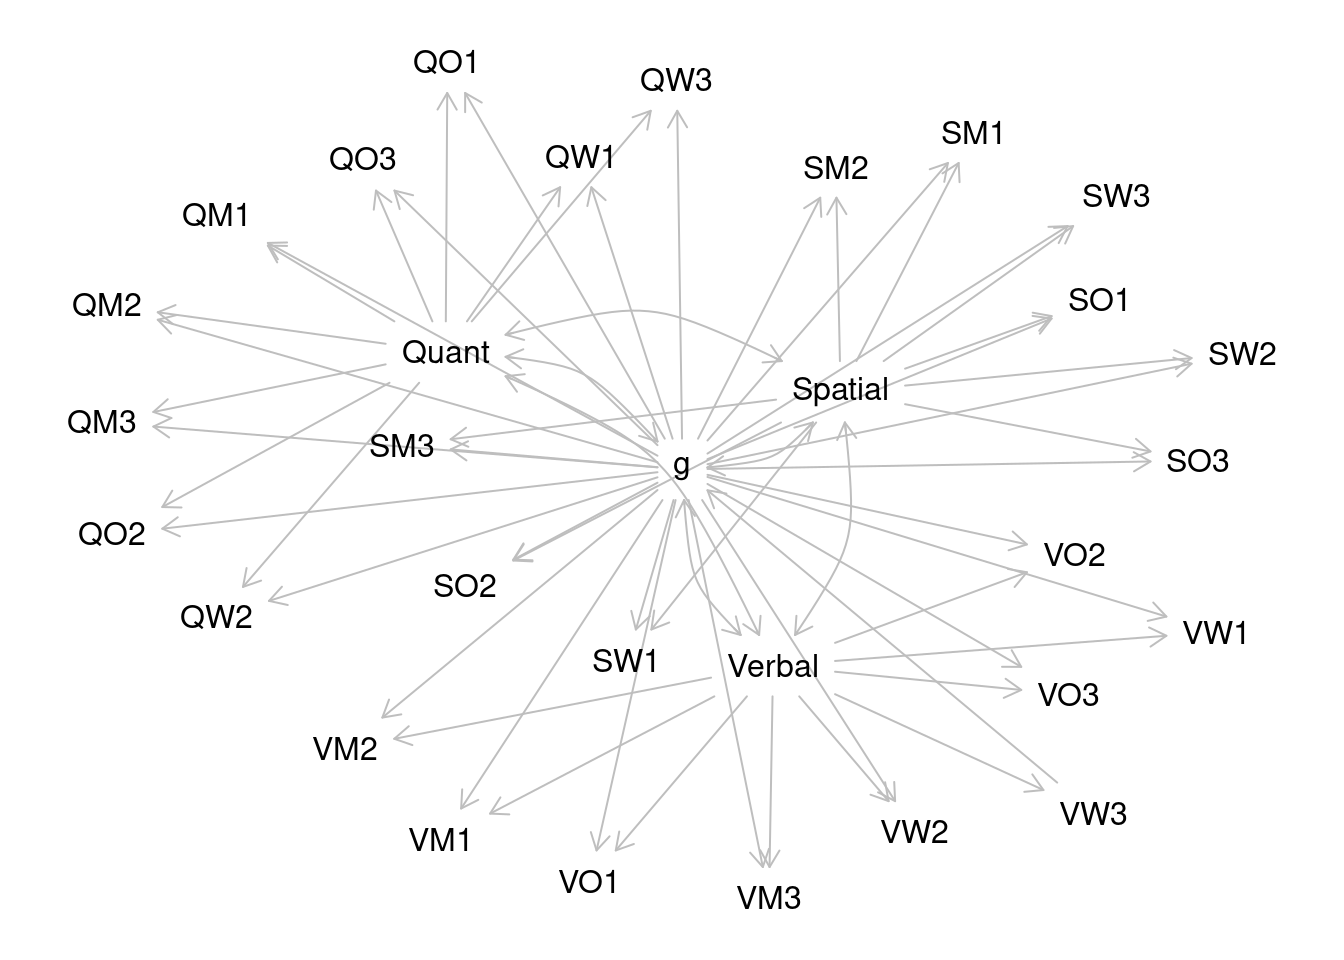 QO1
QW3
SM1
QO3
QW1
SM2
SW3
QM1
QM2
SO1
Quant
SW2
Spatial
QM3
SM3
g
SO3
QO2
VO2
SO2
QW2
VW1
SW1
Verbal
VO3
VM2
VW3
VM1
VW2
VO1
VM3